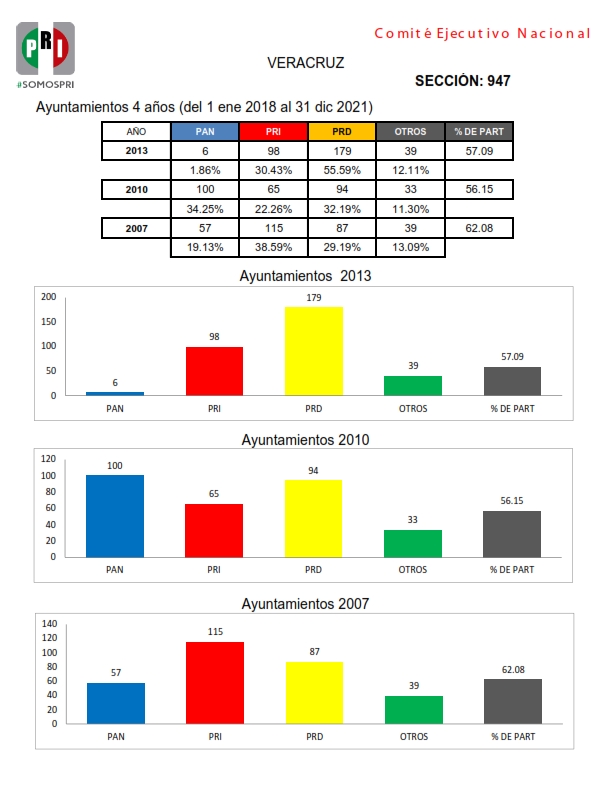 Comité Ejecutivo Nacional
PRI
#SOMOSPRI
VERACRUZ
SECCIÓN: 947
Ayuntamientos 4 años (del 1 ene 2018 al 31 dic 2021)
AÑO PAN PRI PRD OTROS % DE PART
2013 6 98 179 39 57.09
1.86% 30.43% 55.59% 12.11%
2010 100 65 94 33 56.15
34.25% 22.26% 32.19% 11.30%
2007 57 115 87 39 62.08
19.13% 38.59% 29.19% 13.09%
Ayuntamientos 2013
200
150
100
50
0
6 98 179 39 57.09
PAN PRI PRD OTROS % DE PART
Ayuntamientos 2010
120
100
80
60
40
20
0
100 65 94 33 56.15
PAN PRI PRD OTROS % DE PART
Ayuntamientos 2007
140
120
100
80
60
40
20
0
57 115 87 39 62.08
PAN PRI PRD OTROS % DE PART